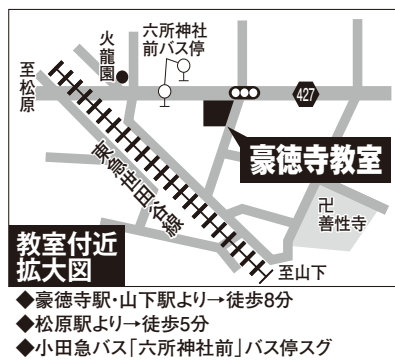 六所神社
前バス停
火龍園
至松原
427
豪徳寺教室
東急世田谷線
卍
善性寺
教室付近
拡大図
至山下
◆豪徳寺駅・山下駅より→徒歩8分
◆松原駅より→徒歩5分
◆小田急バス「六所神社前」バス停スグ